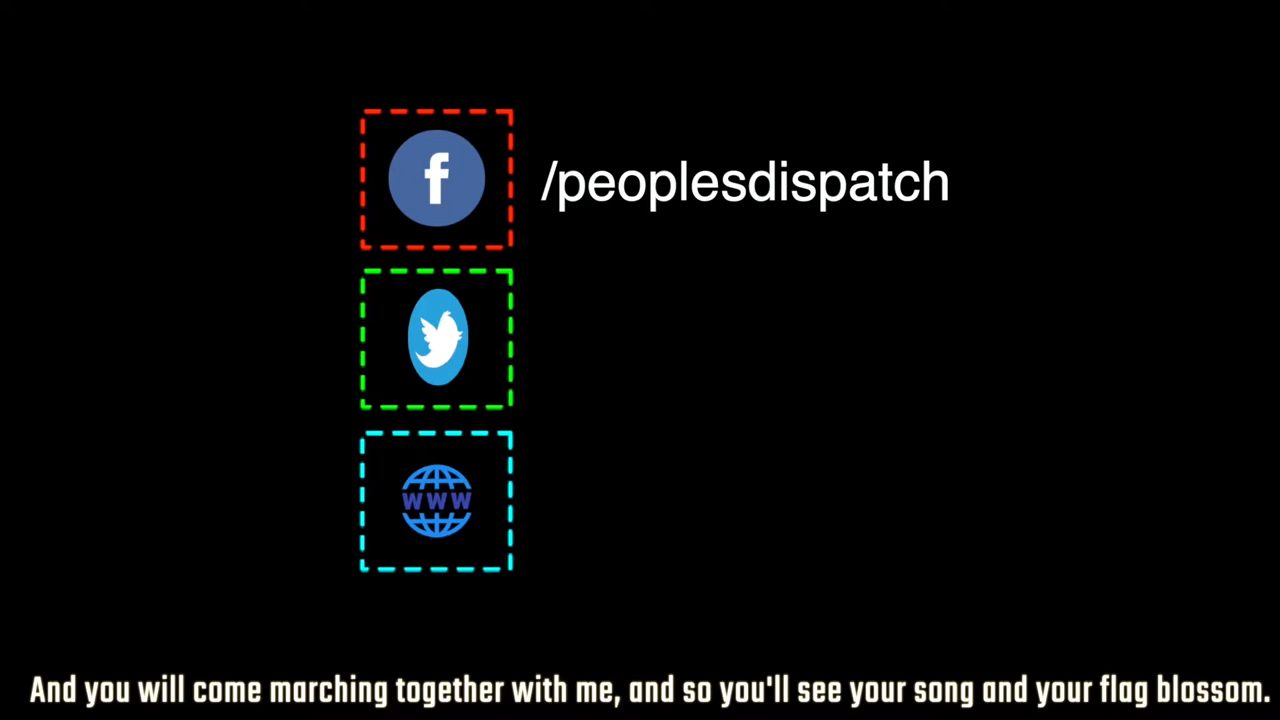 f
/peoplesdispatch
WWW
And you will come marching together with me, and so you'll see your song and your flag blossom.